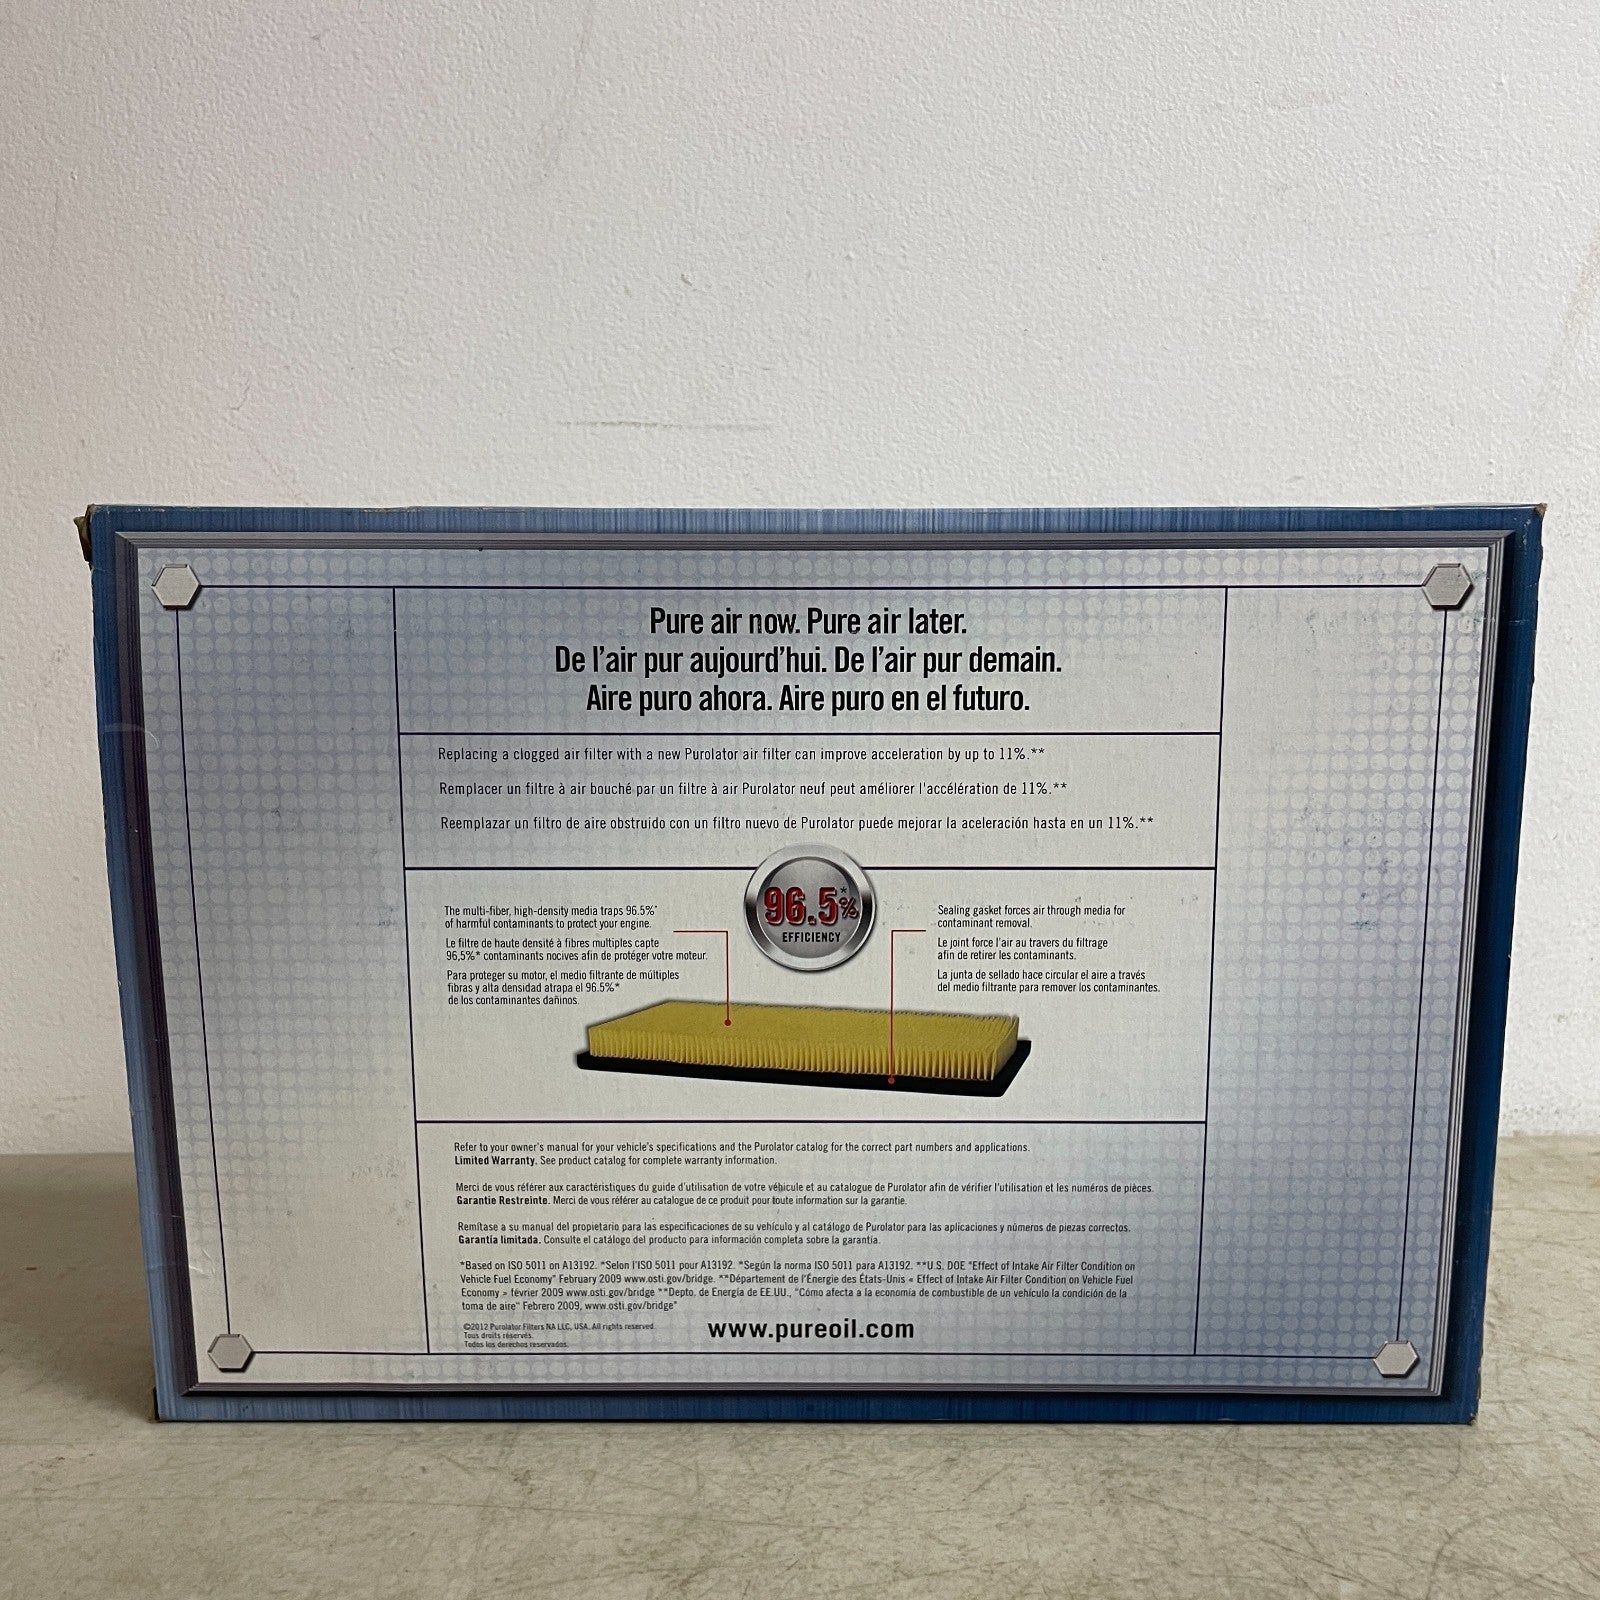 Pure air now. Pure air later.
De l'air pur aujourd'hui. De l'air pur demain.
Aire puro ahora. Aire puro en el futuro.
Replacing a clogged air filter with a new Purolator air filter can improve acceleration by up to 11%.**
Remplacer un filtre à air bouché par un filtre à air Purolator neuf peut améliorer l'accélération de 11%.**
Reemplazar un filtro de aire obstruido con un filtro nuevo de Purolator puede mejorar la aceleración hasta en un 11%.**
96.5%*
EFFICIENCY
The multi-fiber, high-density media traps 96.5%*
of harmful contaminants to protect your engine.
Le filtre de haute densité à fibres multiples capte
96,5%* contaminants nocives afin de protéger votre moteur.
Para proteger su motor, el medio filtrante de múltiples
fibras y alta densidad atrapa el 96.5%*
de los contaminantes dañinos.
Sealing gasket forces air through media for
contaminant removal.
Le joint force l'air au travers du filtrage
afin de retirer les contaminants.
La junta de sellado hace circular el aire a través
del medio filtrante para remover los contaminantes.
Refer to your owner's manual for your vehicle's specifications and the Purolator catalog for the correct part numbers and applications.
Limited Warranty. See product catalog for complete warranty information.
Merci de vous référer aux caractéristiques du guide d'utilisation de votre véhicule et au catalogue de Purolator afin de vérifier l'utilisation et les numéros de pièces.
Garantie Restreinte. Merci de vous référer au catalogue de ce produit pour toute information sur la garantie.
Remítase a su manual del propietario para las especificaciones de su vehículo y al catálogo de Purolator para las aplicaciones y números de piezas correctos.
Garantía limitada. Consulte el catálogo del producto para información completa sobre la garantía.
*Based on ISO 5011 on A13192. *Selon l'ISO 5011 pour A13192. *Según la norma ISO 5011 para A13192. **U.S. DOE "Effect of Intake Air Filter Condition on
Vehicle Fuel Economy" February 2009 www.osti.gov/bridge. **Département de l'Énergie des États-Unis « Effect of Intake Air Filter Condition on Vehicle Fuel
Economy » février 2009 www.osti.gov/bridge **Depto. de Energía de EE.UU., "Cómo afecta a la economía de combustible de un vehículo la condición de la
toma de aire" Febrero 2009, www.osti.gov/bridge"
©2012 Purolator Filters NA LLC, USA. All rights reserved.
Tous droits réservés.
Todos los derechos reservados.
www.pureoil.com